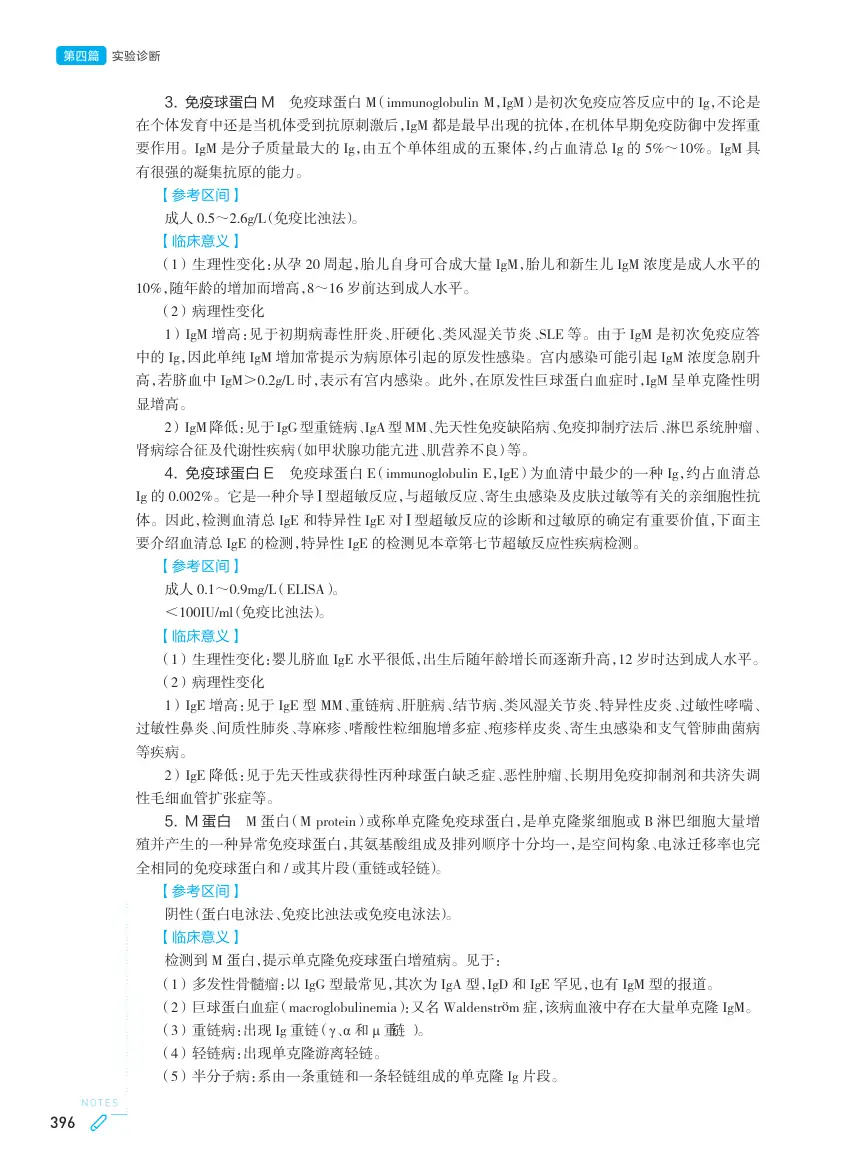 第四篇 实验诊断
3. 免疫球蛋白 M 免疫球蛋白 M（immunoglobulin M,IgM）是初次免疫应答反应中的 G,不论是
在个体发育中还是当机体受到抗原刺激后,IgM 都是最早出现的抗体,在机体早期免疫防御中发挥重
要作用。IgM 是分子质量最大的 Ig,由五个单体组成的五聚体,约占血清总 Ig 的 5%～10%。IgM 具
有很强的凝集抗原的能力。
【参考区间】
成人 0.5～2.6g/L（免疫比浊法）。
【临床意义】
（1）生理性变化:从孕 20 周起,胎儿自身可合成大量 IgM,胎儿和新生儿 IgM 浓度是成人水平的
10%,随年龄的增加而增高,8～16 岁前达到成人水平。
（2）病理性变化
1）IgM 增高:见于初期病毒性肝炎、肝硬化、类风湿关节炎、SLE 等。由于 IgM 是初次免疫应答
中的 Ig,因此单纯 IgM 增加常提示为病原体引起的原发性感染。宫内感染可能引起 IgM 浓度急剧升
高,若脐血中 IgM＞0.2g/L 时,表示有宫内感染。此外,在原发性巨球蛋白血症时,IgM 呈单克隆性明
显增高。
2）IgM 降低:见于 IgG 型重链病、IgA 型 MM、先天性免疫缺陷病、免疫抑制疗法后、淋巴系统肿瘤、
肾病综合征及代谢性疾病（如甲状腺功能亢进、肌营养不良）等。
4. 免疫球蛋白 E 免疫球蛋白 E（immunoglobulin E,IgE）为血清中最少的一种 Ig,约占血清总
Ig 的 0.002%。它是一种介导Ⅰ型超敏反应,与超敏反应、寄生虫感染及皮肤过敏等有关的亲细胞性抗
体。因此,检测血清总 IgE 和特异性 IgE 对Ⅰ型超敏反应的诊断和过敏原的确定有重要价值,下面主
要介绍血清总 IgE 的检测,特异性 IgE 的检测见本章第七节超敏反应性疾病检测。
【参考区间】
成人 0.1～0.9mg/L（ELISA）。
＜100IU/ml（免疫比浊法）。
【临床意义】
（1）生理性变化:婴儿脐血 IgE 水平很低,出生后随年龄增长而逐渐升高,12 岁时达到成人水平。
（2）病理性变化
1）IgE 增高:见于 IgE 型 MM、重链病、肝脏病、结节病、类风湿关节炎、特异性皮炎、过敏性哮喘、
过敏性鼻炎、间质性肺炎、荨麻疹、嗜酸性粒细胞增多症、疱疹样皮炎、寄生虫感染和支气管肺曲菌病
等疾病。
2）IgE 降低:见于先天性或获得性丙种球蛋白缺乏症、恶性肿瘤、长期用免疫抑制剂和共济失调
性毛细血管扩张症等。
5. M 蛋白 M 蛋白（M protein）或称单克隆免疫球蛋白,是单克隆浆细胞或 B 淋巴细胞大量增
殖并产生的一种异常免疫球蛋白,其氨基酸组成及排列顺序十分均一,是空间构象、电泳迁移率也完
全相同的免疫球蛋白和 / 或其片段（重链或轻链）。
【参考区间】
阴性（蛋白电泳法、免疫比浊法或免疫电泳法）。
【临床意义】
检测到 M 蛋白,提示单克隆免疫球蛋白增殖病。见于:
（1）多发性骨髓瘤:以 IgG 型最常见,其次为 IgA 型,IgD 和 IgE 罕见,也有 IgM 型的报道。
（2）巨球蛋白血症（macroglobulinemia）:又名 Waldenström 症,该病血液中存在大量单克隆 IgM。
（3）重链病:出现 Ig 重链（γ、α 和 μ 重链）。
（4）轻链病:出现单克隆游离轻链。
（5）半分子病:系由一条重链和一条轻链组成的单克隆 Ig 片段。
NOTES
396